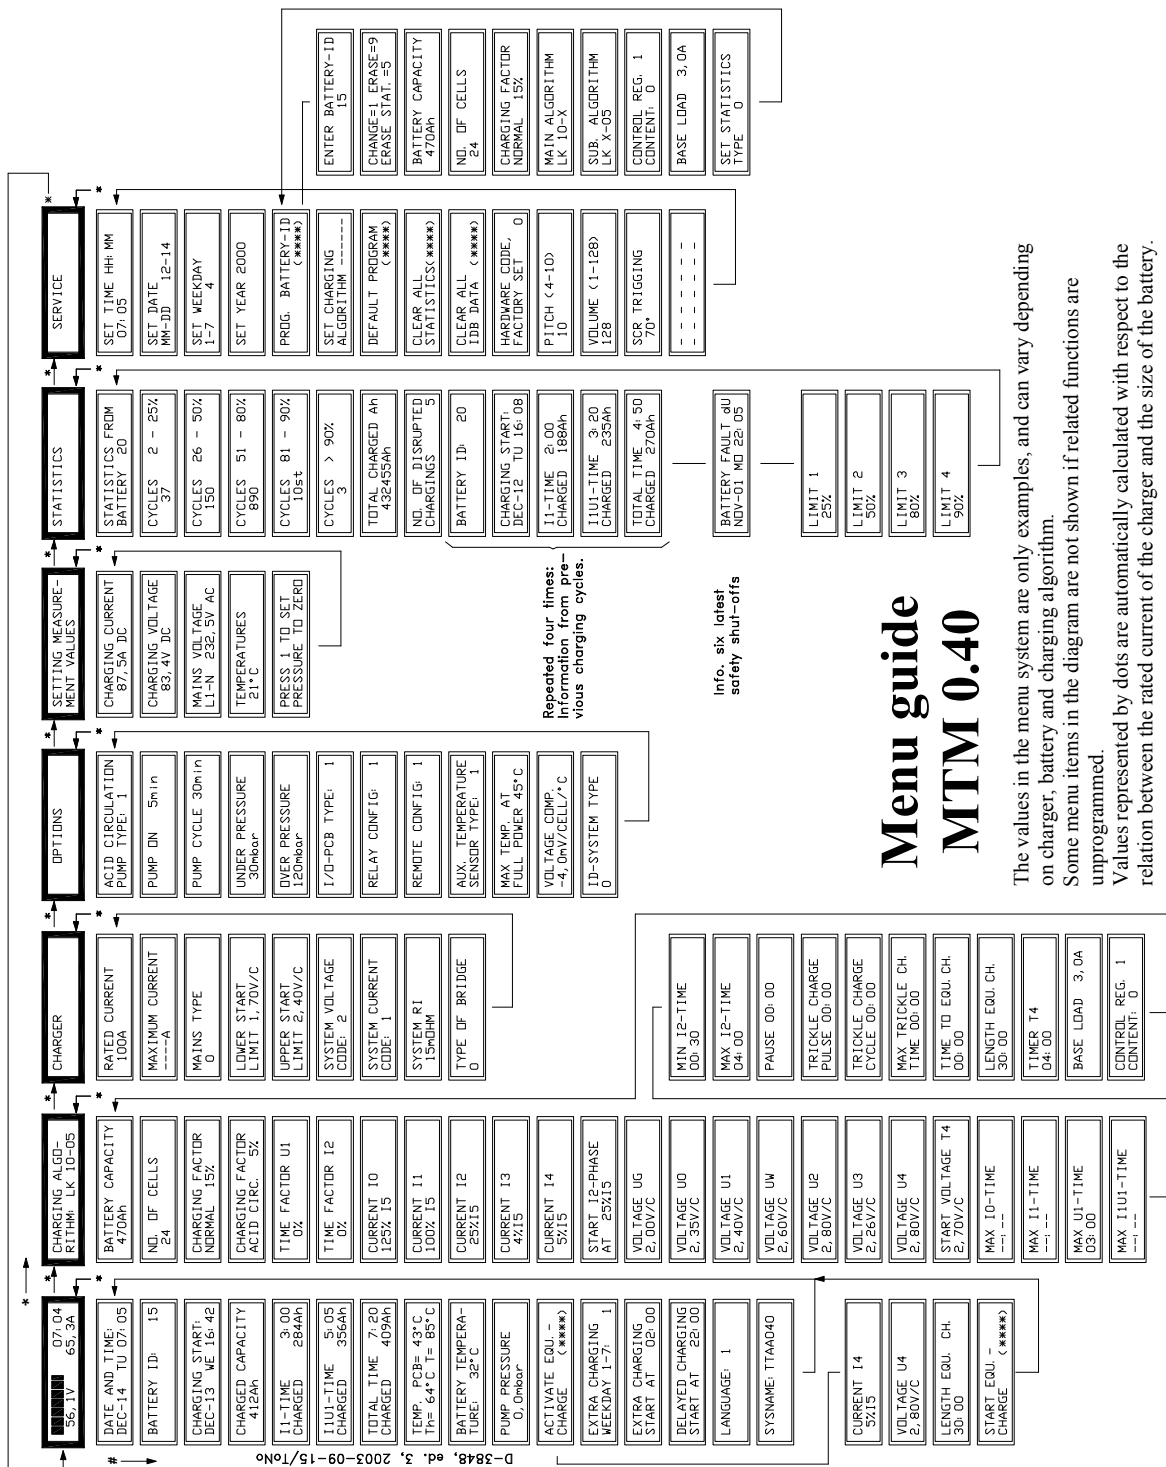 56,1V 07:04
65,3A
DATE AND TIME:
DEC-14 TU 07:05
BATTERY ID: 15
CHARGING START:
DEC-13 WE 16:42
CHARGED CAPACITY
412Ah
I1-TIME 3:00
CHARGED 284Ah
I1U1-TIME 5:05
CHARGED 356Ah
TOTAL TIME 7:20
CHARGED 409Ah
TEMP. PCB= 43°C
Th= 64°C T= 85°C
BATTERY TEMPERA-
TURE: 32°C
PUMP PRESSURE
0,0mbar
ACTIVATE EQU.-
CHARGE (****)
EXTRA CHARGING
WEEKDAY 1-7: 1
EXTRA CHARGING
START AT 02:00
DELAYED CHARGING
START AT 22:00
LANGUAGE: 1
SYSNAME: TTAA040
CURRENT I4
5%I5
VOLTAGE U4
2,80V/C
LENGTH EQU. CH.
30:00
START EQU.-
CHARGE (****)
CHARGING ALGO-
RITHM: LK 10-05
BATTERY CAPACITY
470Ah
NO. OF CELLS
24
CHARGING FACTOR
NORMAL 15%
CHARGING FACTOR
ACID CIRC. 5%
TIME FACTOR U1
0%
TIME FACTOR I2
0%
CURRENT I0
125% I5
CURRENT I1
100% I5
CURRENT I2
25%I5
CURRENT I3
4%I5
CURRENT I4
5%I5
START I2-PHASE
AT 25%I5
VOLTAGE UG
2,00V/C
VOLTAGE U0
2,35V/C
VOLTAGE U1
2,40V/C
VOLTAGE UW
2,60V/C
VOLTAGE U2
2,80V/C
VOLTAGE U3
2,26V/C
VOLTAGE U4
2,80V/C
START VOLTAGE T4
2,70V/C
MAX I0-TIME
--:--
MAX I1-TIME
--:--
MAX U1-TIME
03:00
MAX I1U1-TIME
--:--
MIN I2-TIME
00:30
MAX I2-TIME
04:00
PAUSE 00:00
TRICKLE CHARGE
PULSE 00:00
TRICKLE CHARGE
CYCLE 00:00
MAX TRICKLE CH.
TIME 00:00
TIME TO EQU. CH.
00:00
LENGTH EQU. CH.
30:00
TIMER T4
04:00
BASE LOAD 3,0A
CONTROL REG. 1
CONTENT: 0
CHARGER
RATED CURRENT
100A
MAXIMUM CURRENT
----A
MAINS TYPE
0
LOWER START
LIMIT 1,70V/C
UPPER START
LIMIT 2,40V/C
SYSTEM VOLTAGE
CODE: 2
SYSTEM CURRENT
CODE: 1
SYSTEM RI
15mOHM
TYPE OF BRIDGE
0
OPTIONS
ACID CIRCULATION
PUMP TYPE: 1
PUMP ON 5min
PUMP CYCLE 30min
UNDER PRESSURE
30mbar
OVER PRESSURE
120mbar
I/O-PCB TYPE: 1
RELAY CONFIG: 1
REMOTE CONFIG: 1
AUX. TEMPERATURE
SENSOR TYPE: 1
MAX TEMP. AT
FULL POWER 45°C
VOLTAGE COMP.
-4,0mV/CELL/°C
ID-SYSTEM TYPE
0
SETTING MEASURE-
MENT VALUES
CHARGING CURRENT
87,5A DC
CHARGING VOLTAGE
83,4V DC
MAINS VOLTAGE
L1-N 232,5V AC
TEMPERATURES
21°C
PRESS 1 TO SET
PRESSURE TO ZERO
STATISTICS
STATISTICS FROM
BATTERY 20
CYCLES 2 - 25%
37
CYCLES 26 - 50%
150
CYCLES 51 - 80%
890
CYCLES 81 - 90%
10st
CYCLES > 90%
3
TOTAL CHARGED Ah
432455Ah
NO. OF DISRUPTED
CHARGINGS 5
BATTERY ID: 20
CHARGING START:
DEC-12 TU 16:08
I1-TIME 2:00
CHARGED 188Ah
I1U1-TIME 3:20
CHARGED 235Ah
TOTAL TIME 4:50
CHARGED 270Ah
Repeated four times:
Information from pre-
vious charging cycles.
BATTERY FAULT dU
NOV-01 MO 22:05
Info. six latest
safety shut-offs
LIMIT 1
25%
LIMIT 2
50%
LIMIT 3
80%
LIMIT 4
90%
SERVICE
SET TIME HH:MM
07:05
SET DATE
MM-DD 12-14
SET WEEKDAY
1-7 4
SET YEAR 2000
PROG. BATTERY-ID
(****)
SET CHARGING
ALGORITHM ------
DEFAULT PROGRAM
(****)
CLEAR ALL
STATISTICS(****)
CLEAR ALL
IDB DATA (****)
HARDWARE CODE,
FACTORY SET 0
PITCH (4-10)
10
VOLUME (1-128)
128
SCR TRIGGING
70°
- - - - - - -
- - - - - - -
ENTER BATTERY-ID
15
CHANGE=1 ERASE=9
ERASE STAT.=5
BATTERY CAPACITY
470Ah
NO. OF CELLS
24
CHARGING FACTOR
NORMAL 15%
MAIN ALGORITHM
LK 10-X
SUB. ALGORITHM
LK X-05
CONTROL REG. 1
CONTENT: 0
BASE LOAD 3,0A
SET STATISTICS
TYPE 0
Menu guide
MTM 0.40
The values in the menu system are only examples, and can vary depending
on charger, battery and charging algorithm.
Some menu items in the diagram are not shown if related functions are
unprogrammed.
Values represented by dots are automatically calculated with respect to the
relation between the rated current of the charger and the size of the battery.
D-3848, ed. 3, 2003-09-15/ToNo